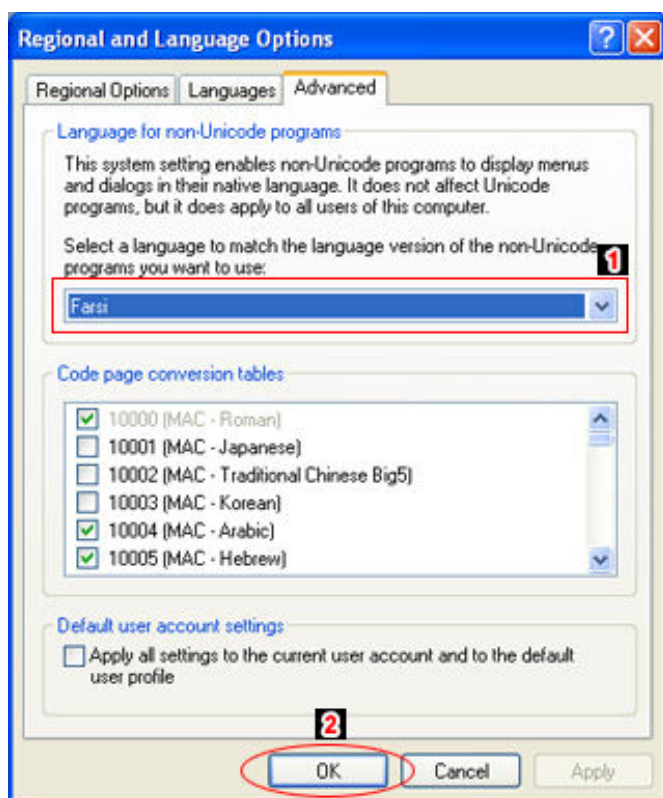 Regional and Language Options
Regional Options Languages Advanced
Language for non-Unicode programs
This system setting enables non-Unicode programs to display menus
and dialogs in their native language. It does not affect Unicode
programs, but it does apply to all users of this computer.
Select a language to match the language version of the non-Unicode
programs you want to use:
1
Farsi
Code page conversion tables
10000 (MAC - Roman)
10001 (MAC - Japanese)
10002 (MAC - Traditional Chinese Big5)
10003 (MAC - Korean)
10004 (MAC - Arabic)
10005 (MAC - Hebrew)
Default user account settings
Apply all settings to the current user account and to the default
user profile
2
OK Cancel Apply